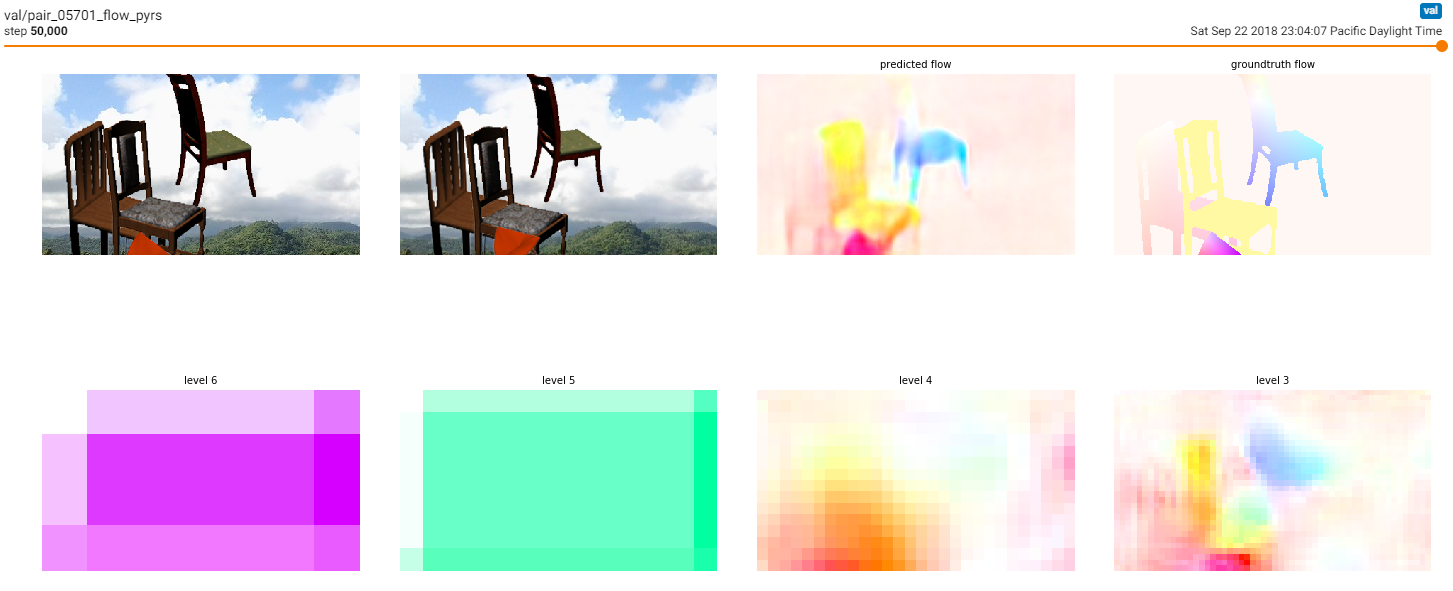 val/pair_05701_flow_pyrs
val
step 50,000
Sat Sep 22 2018 23:04:07 Pacific Daylight Time
predicted flow
groundtruth flow
level 6
level 5
level 4
level 3